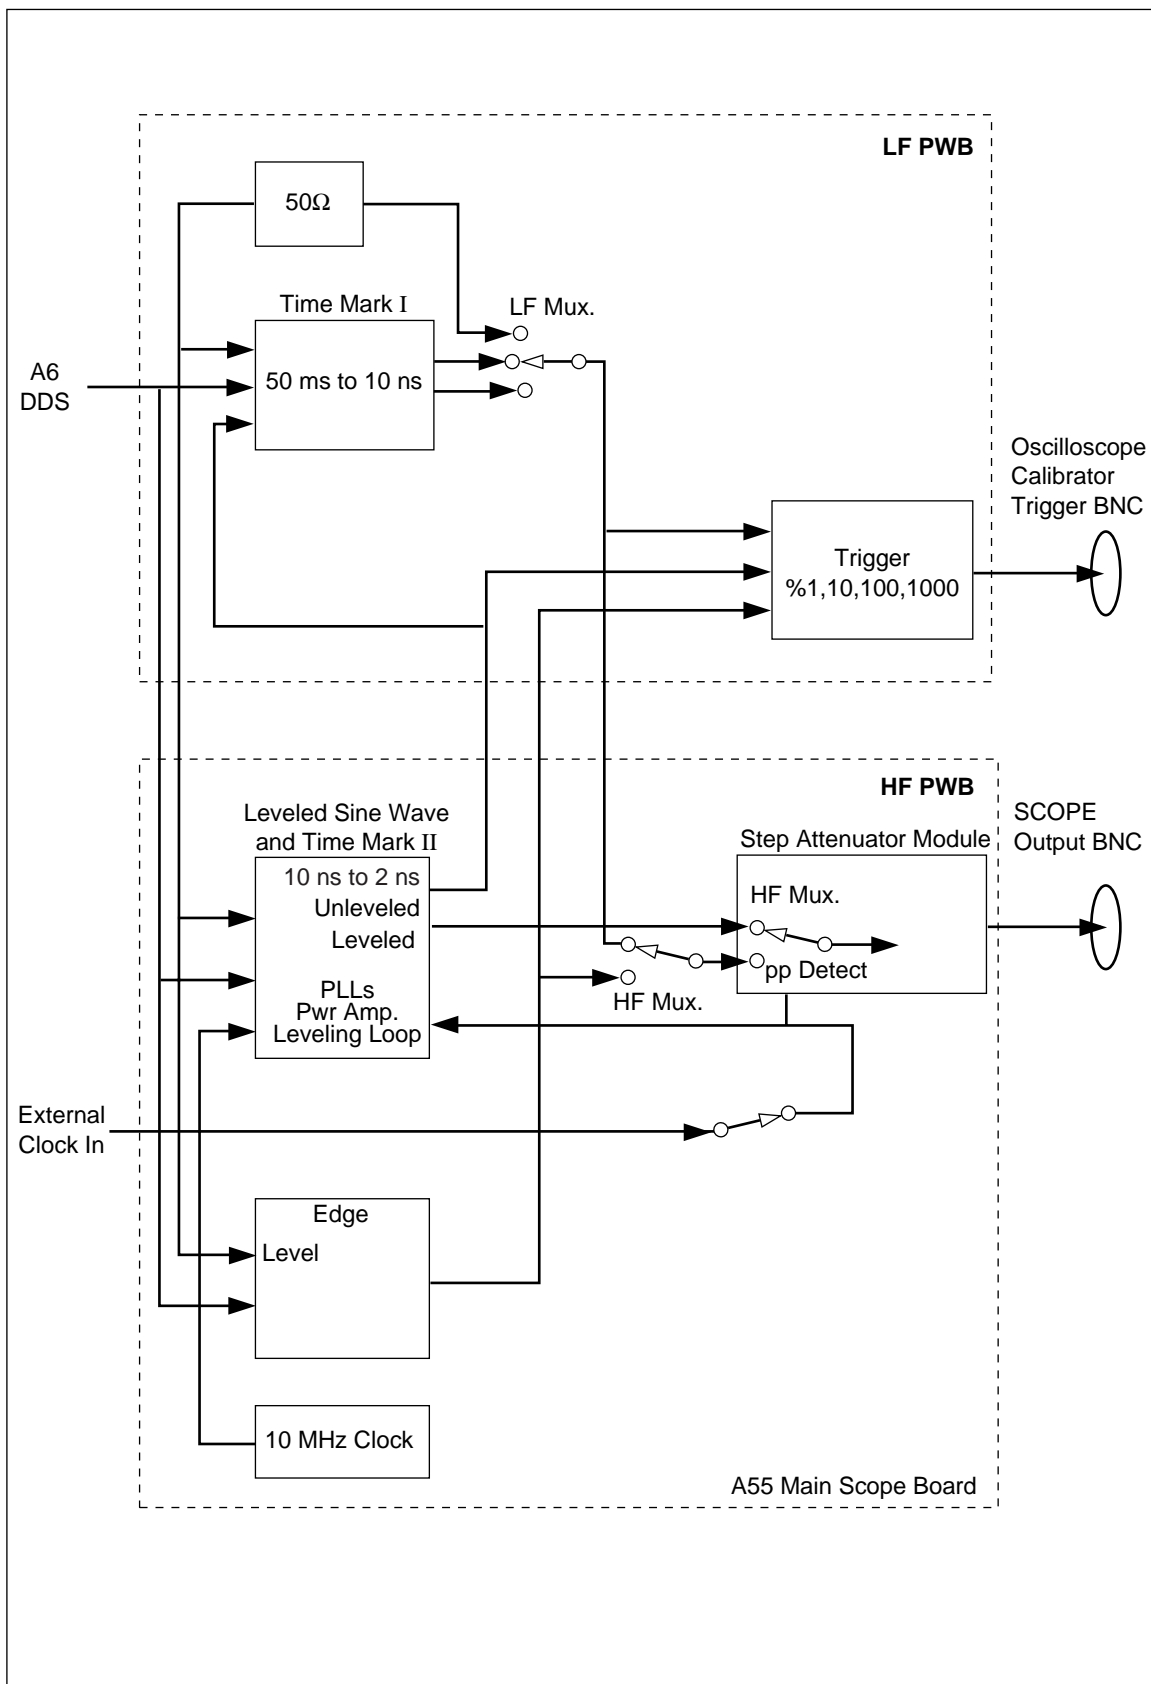 LF PWB
50Ω
Time Mark I
LF Mux.
50 ms to 10 ns
A6
DDS
Oscilloscope
Calibrator
Trigger BNC
Trigger
%1,10,100,1000
HF PWB
Leveled Sine Wave
and Time Mark II
SCOPE
Output BNC
Step Attenuator Module
10 ns to 2 ns
Unleveled
Leveled
HF Mux.
pp Detect
HF Mux.
PLLs
Pwr Amp.
Leveling Loop
External
Clock In
Edge
Level
10 MHz Clock
A55 Main Scope Board